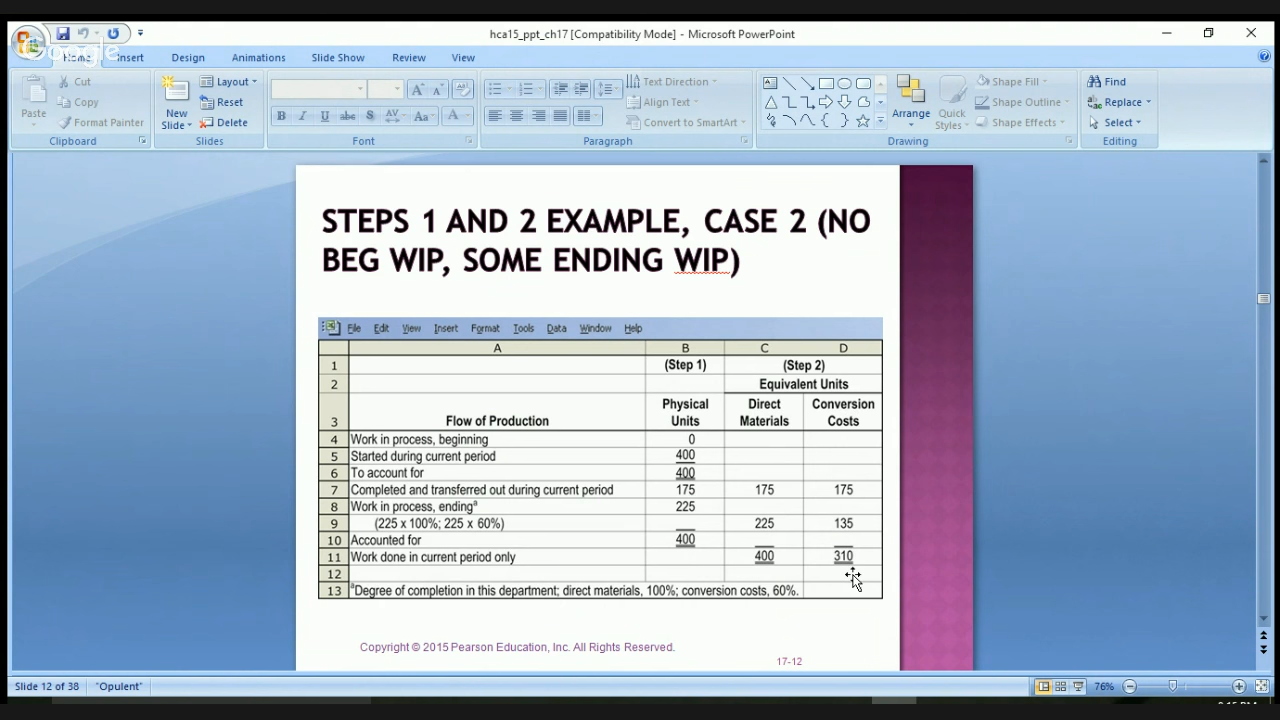 hca15_ppt_ch17 [Compatibility Mode] - Microsoft PowerPoint
Google
Home Insert Design Animations Slide Show Review View
Paste
Cut
Copy
Format Painter
Clipboard
New
Slide
Layout
Reset
Delete
Slides
B I U abc S AV Aa A
Font
Paragraph
Text Direction
Align Text
Convert to SmartArt
Arrange
Quick
Styles
Shape Fill
Shape Outline
Shape Effects
Drawing
Find
Replace
Select
Editing
STEPS 1 AND 2 EXAMPLE, CASE 2 (NO
BEG WIP, SOME ENDING WIP)
File Edit View Insert Format Tools Data Window Help
A B C D
1 (Step 1) (Step 2)
2 Equivalent Units
Physical Direct Conversion
3 Flow of Production Units Materials Costs
4 Work in process, beginning 0
5 Started during current period 400
6 To account for 400
7 Completed and transferred out during current period 175 175 175
8 Work in process, endingᵃ 225
9 (225 x 100%; 225 x 60%) 225 135
10 Accounted for 400
11 Work done in current period only 400 310
12
13 ᵃDegree of completion in this department; direct materials, 100%; conversion costs, 60%.
Copyright © 2015 Pearson Education, Inc. All Rights Reserved.
17-12
Slide 12 of 38 "Opulent" 76%